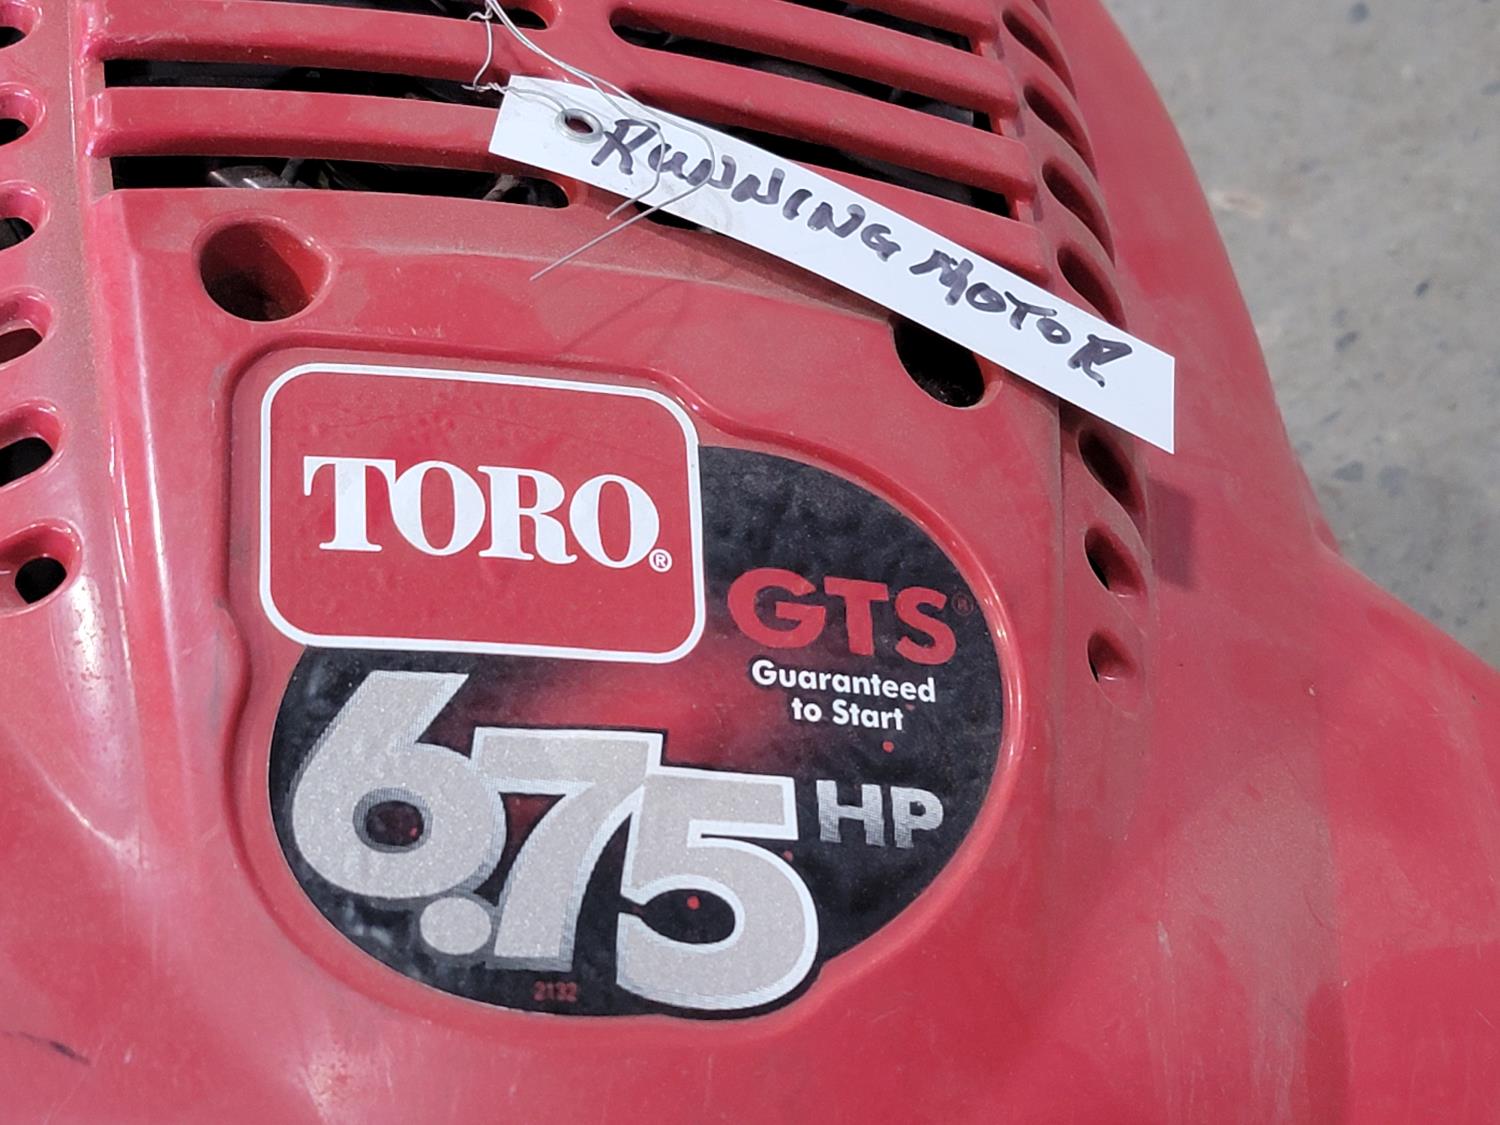 RUNNING MOTOR
TORO®
GTS®
Guaranteed
to Start
6.75 HP
2132